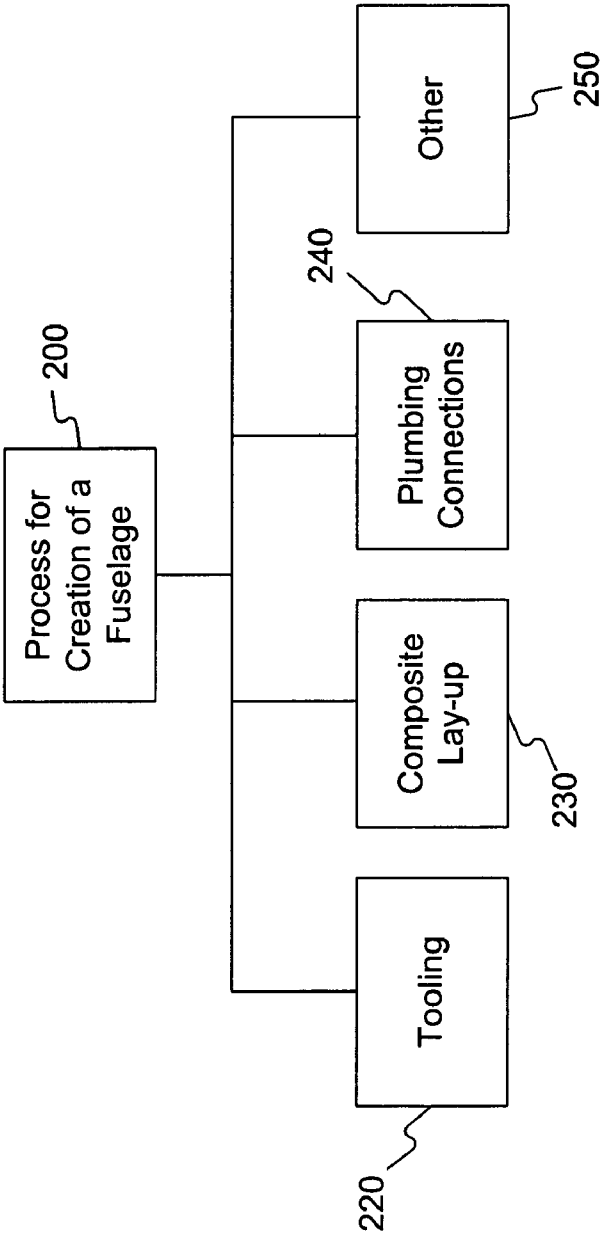 Process for
Creation of a
Fuselage
200
Tooling
220
Composite
Lay-up
230
Plumbing
Connections
240
Other
250